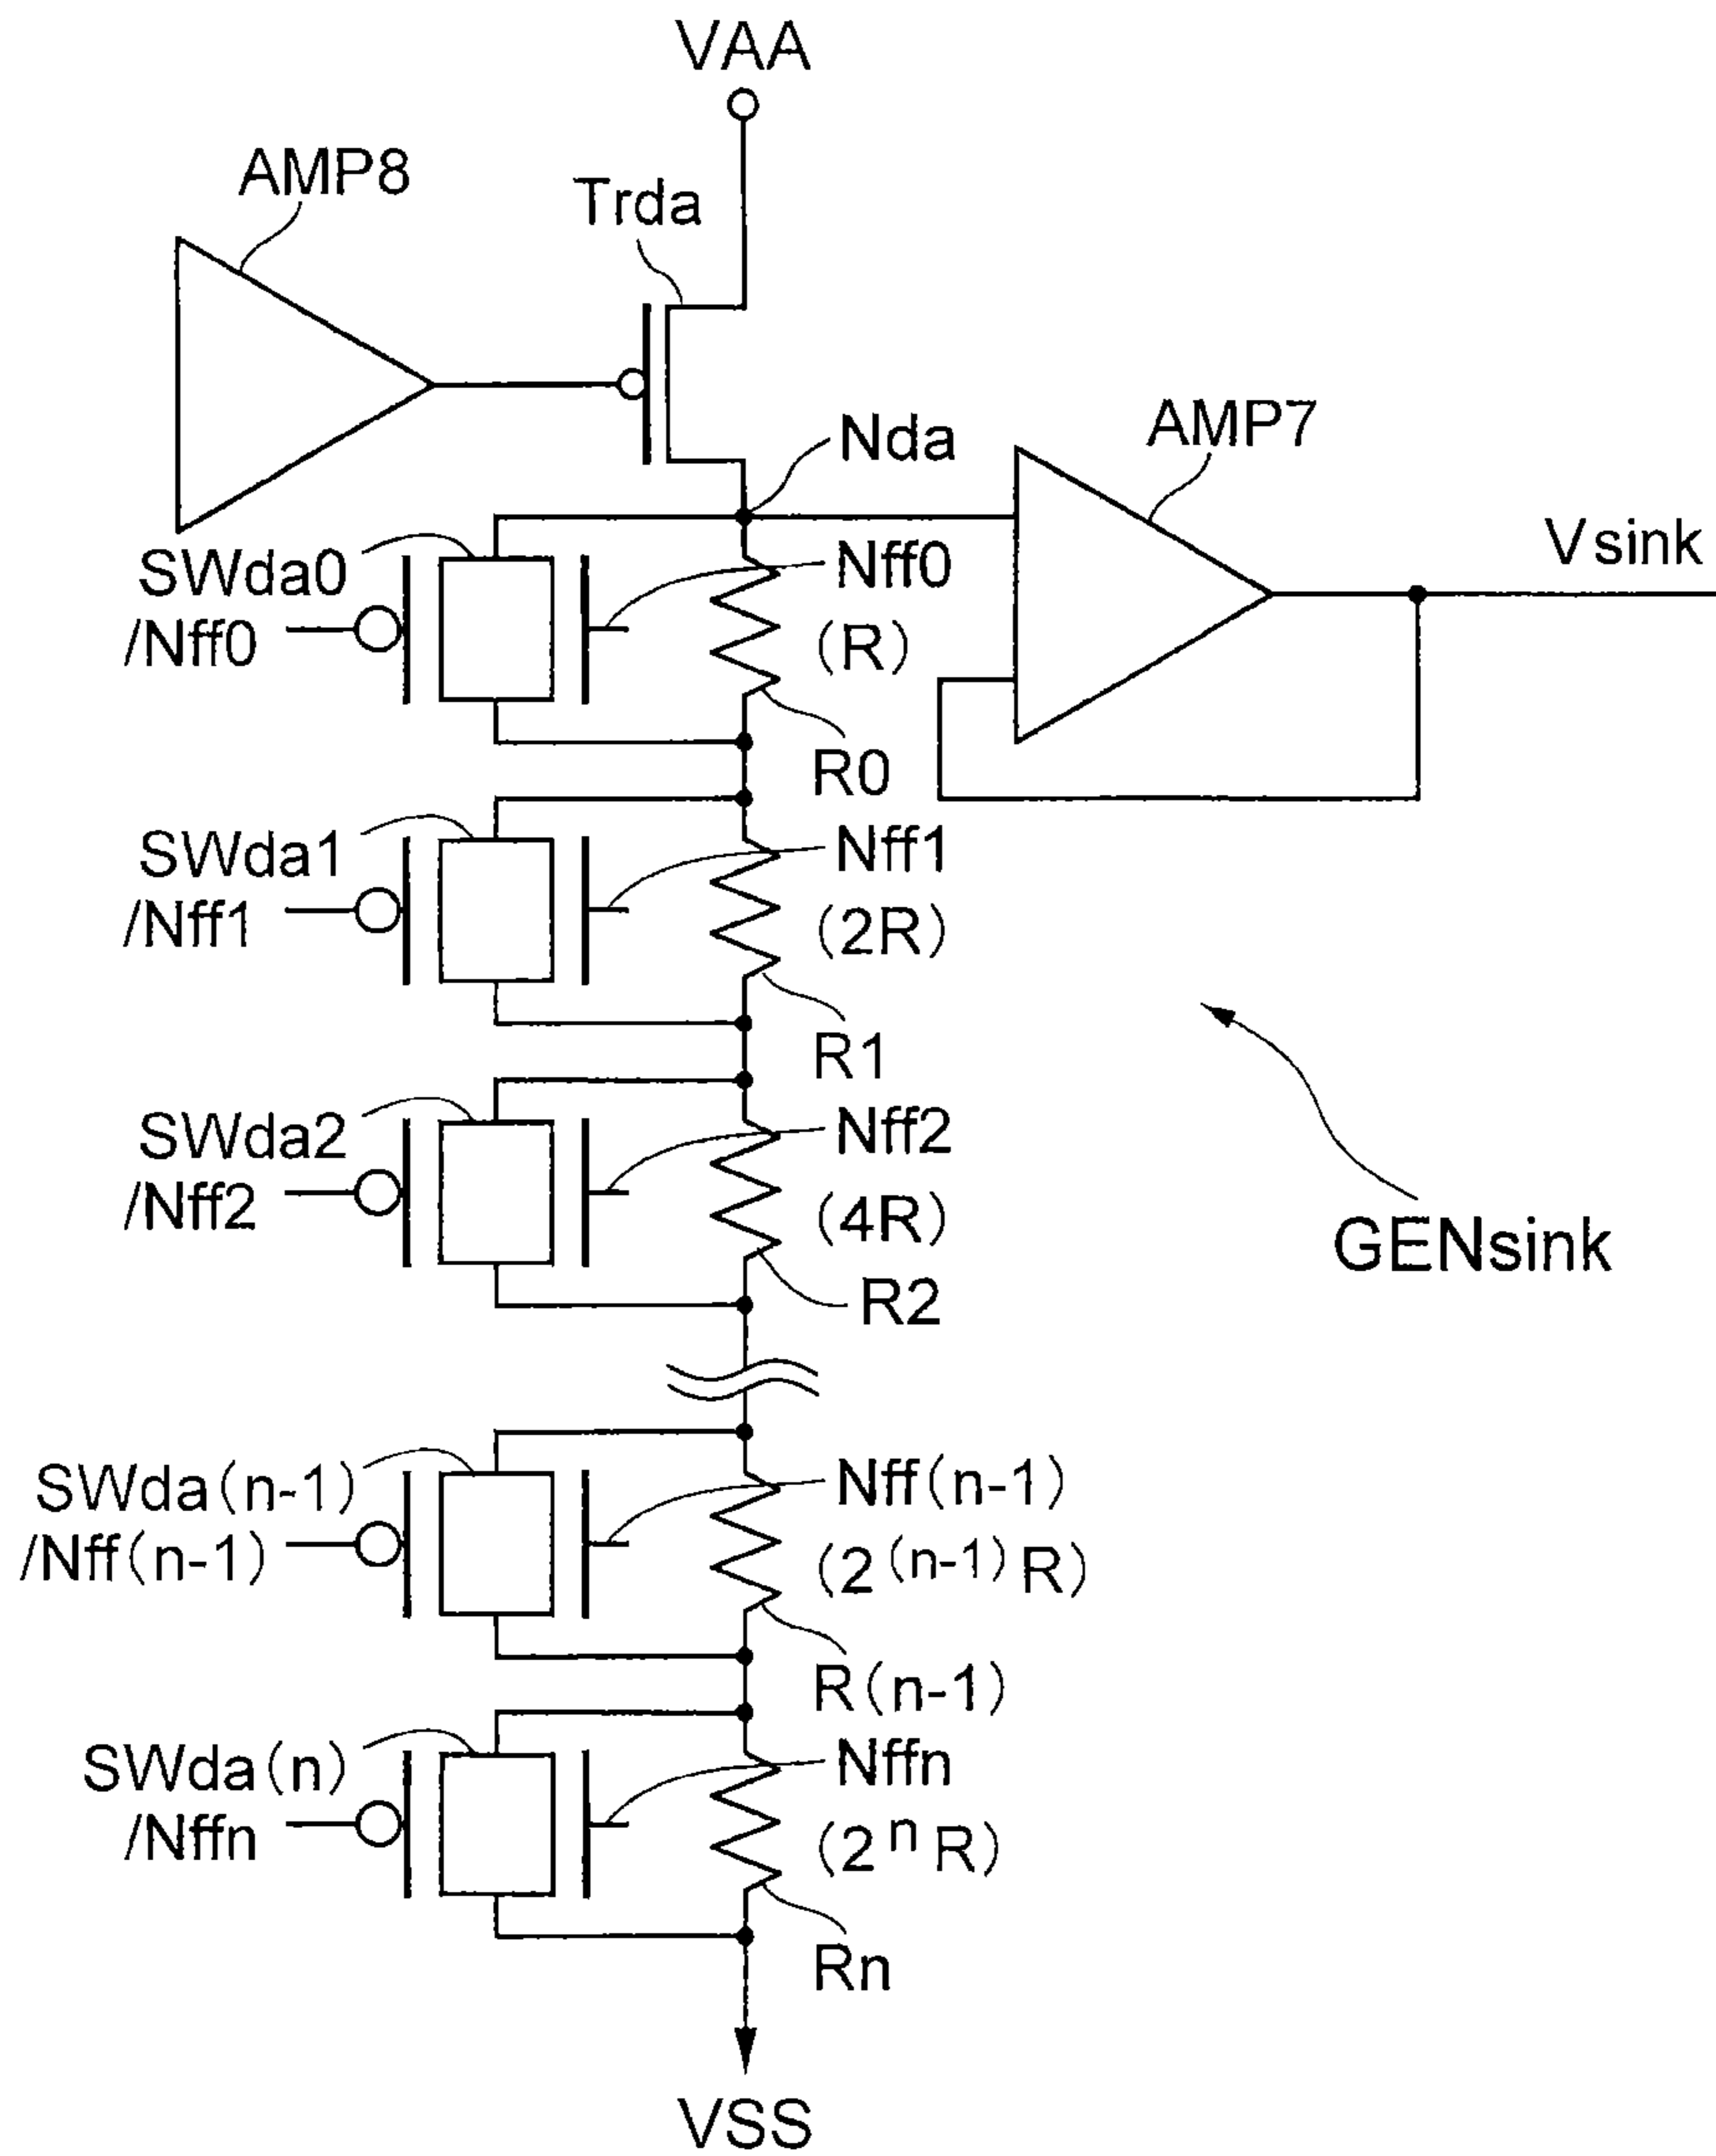 VAA
AMP8
Trda
Nda
AMP7
Vsink
SWda0
/Nff0
Nff0
(R)
R0
SWda1
/Nff1
Nff1
(2R)
R1
SWda2
/Nff2
Nff2
(4R)
R2
GENsink
SWda(n-1)
/Nff(n-1)
Nff(n-1)
(2⁽ⁿ⁻¹⁾R)
R(n-1)
SWda(n)
/Nffn
Nffn
(2ⁿR)
Rn
VSS